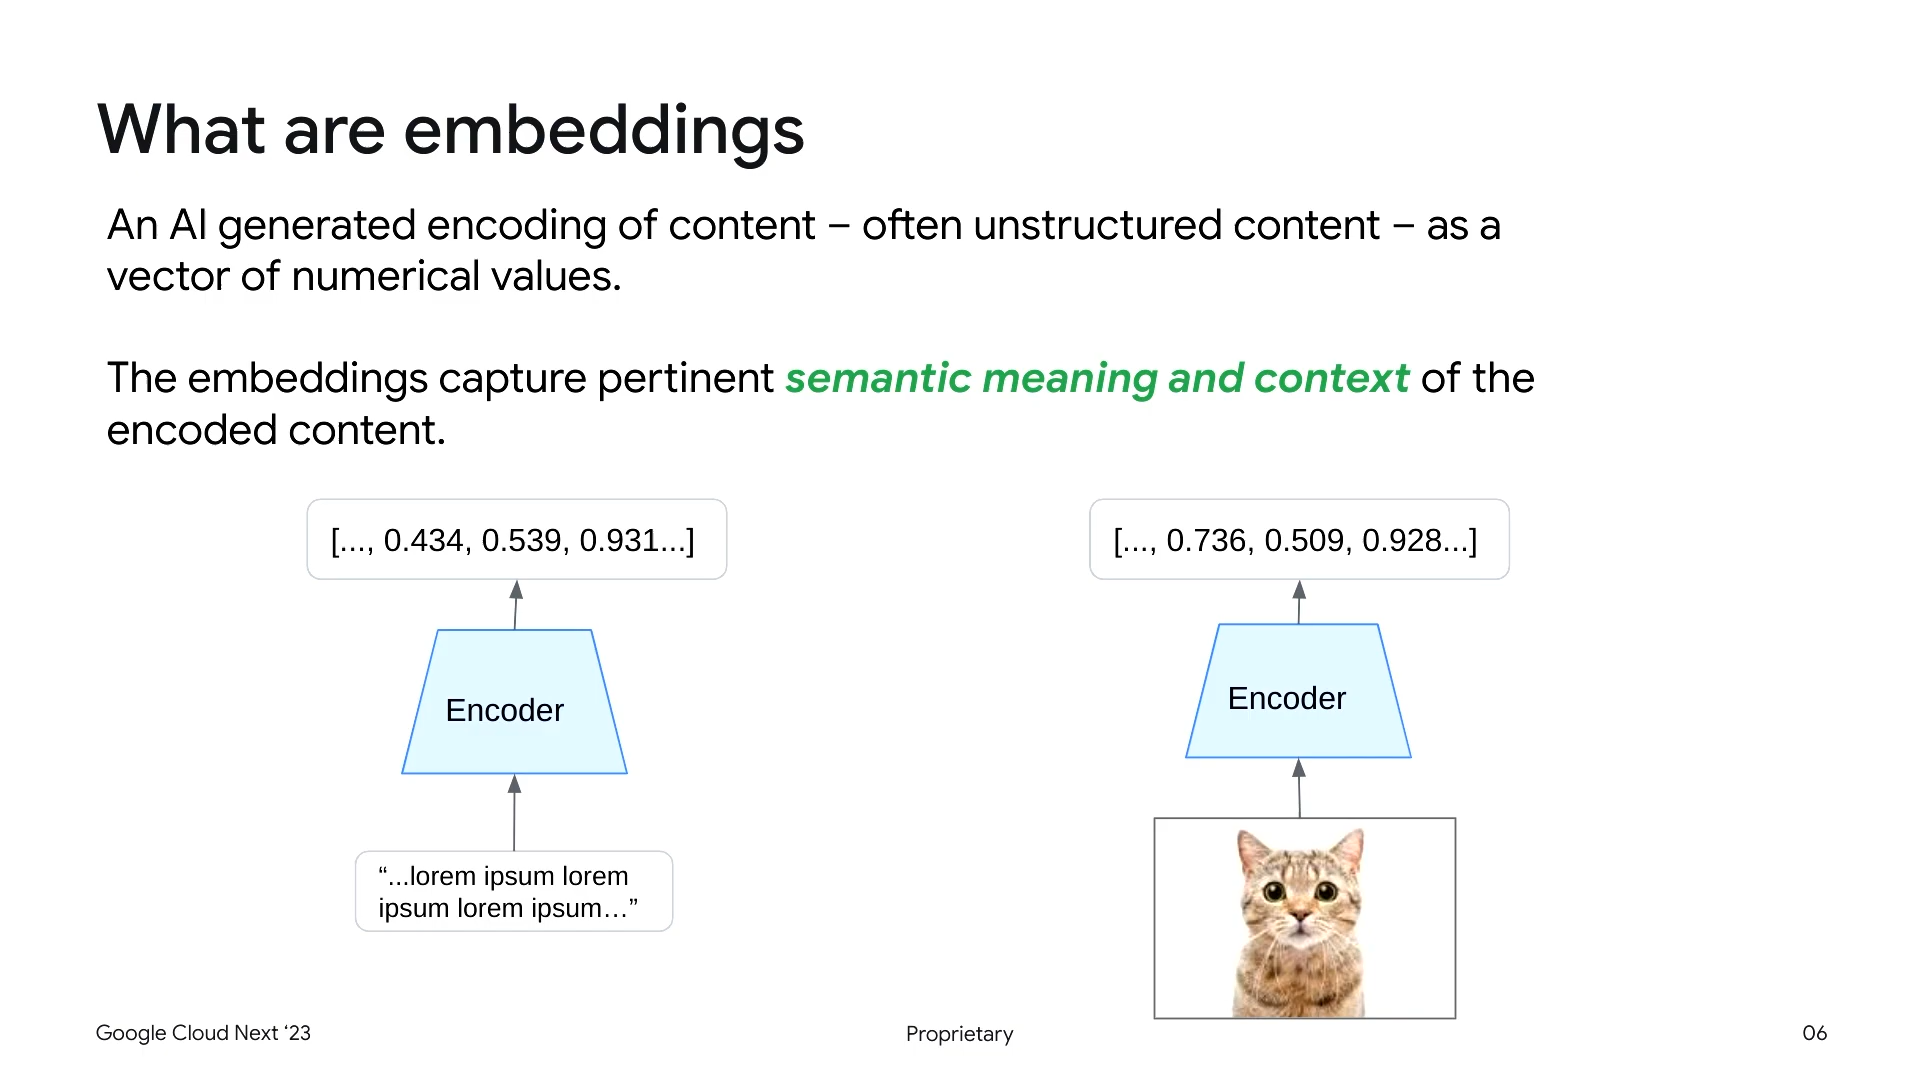 What are embeddings
An AI generated encoding of content – often unstructured content – as a
vector of numerical values.
The embeddings capture pertinent semantic meaning and context of the
encoded content.
[..., 0.434, 0.539, 0.931...]
Encoder
“...lorem ipsum lorem
ipsum lorem ipsum…”
[..., 0.736, 0.509, 0.928...]
Encoder
Google Cloud Next ‘23
Proprietary
06